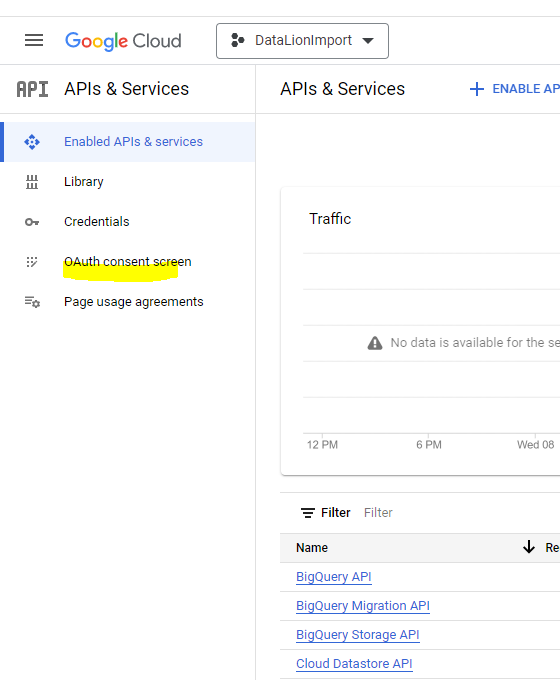 Google Cloud
DataLionImport
API
APIs & Services
APIs & Services
ENABLE AP
Enabled APIs & services
Library
Credentials
OAuth consent screen
Page usage agreements
Traffic
No data is available for the se
12 PM
6 PM
Wed 08
Filter
Filter
Name
Re
BigQuery API
BigQuery Migration API
BigQuery Storage API
Cloud Datastore API